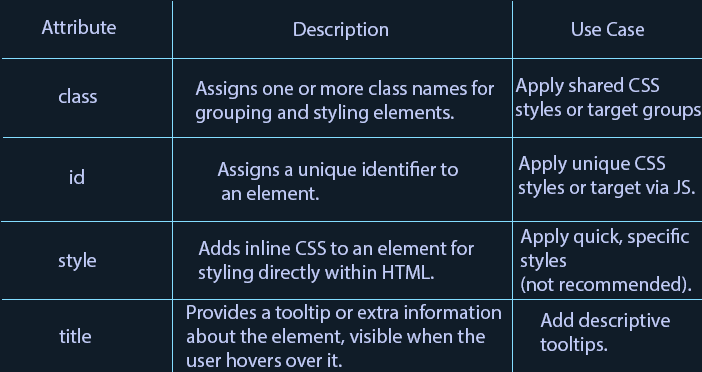 Attribute
Description
Use Case
class
Assigns one or more class names for
grouping and styling elements.
Apply shared CSS
styles or target groups
id
Assigns a unique identifier to
an element.
Apply unique CSS
styles or target via JS.
style
Adds inline CSS to an element for
styling directly within HTML.
Apply quick, specific
styles
(not recommended).
title
Provides a tooltip or extra information
about the element, visible when the
user hovers over it.
Add descriptive
tooltips.